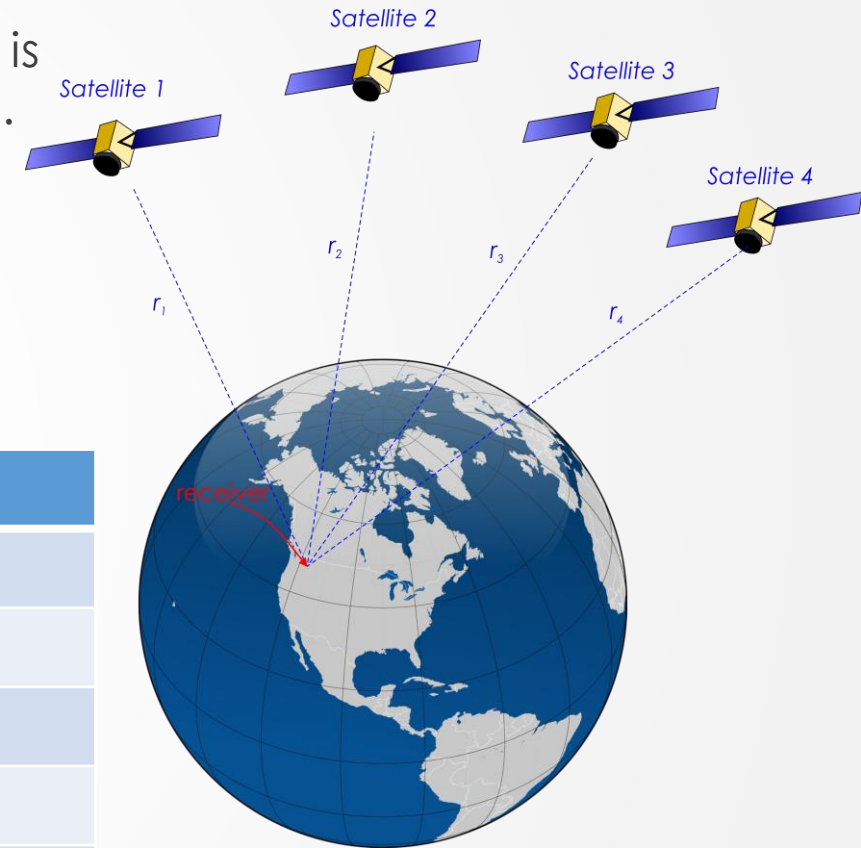 is
.
Satellite 1
Satellite 2
Satellite 3
Satellite 4
r₁
r₂
r₃
r₄
receiver